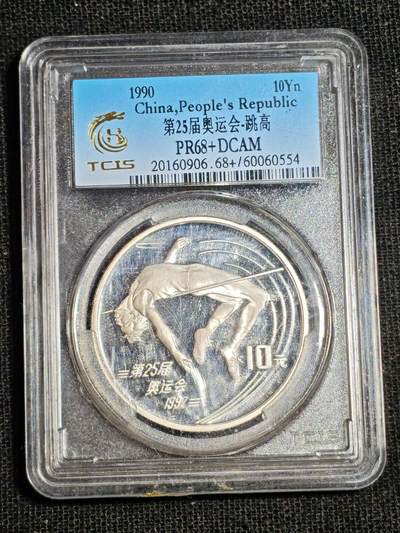 1990 10Yn
China,People's Republic
第25届奥运会-跳高
PR68+DCAM
20160906.68+/60060554
TCIS
10元
第25届
奥运会
1992
TCIS